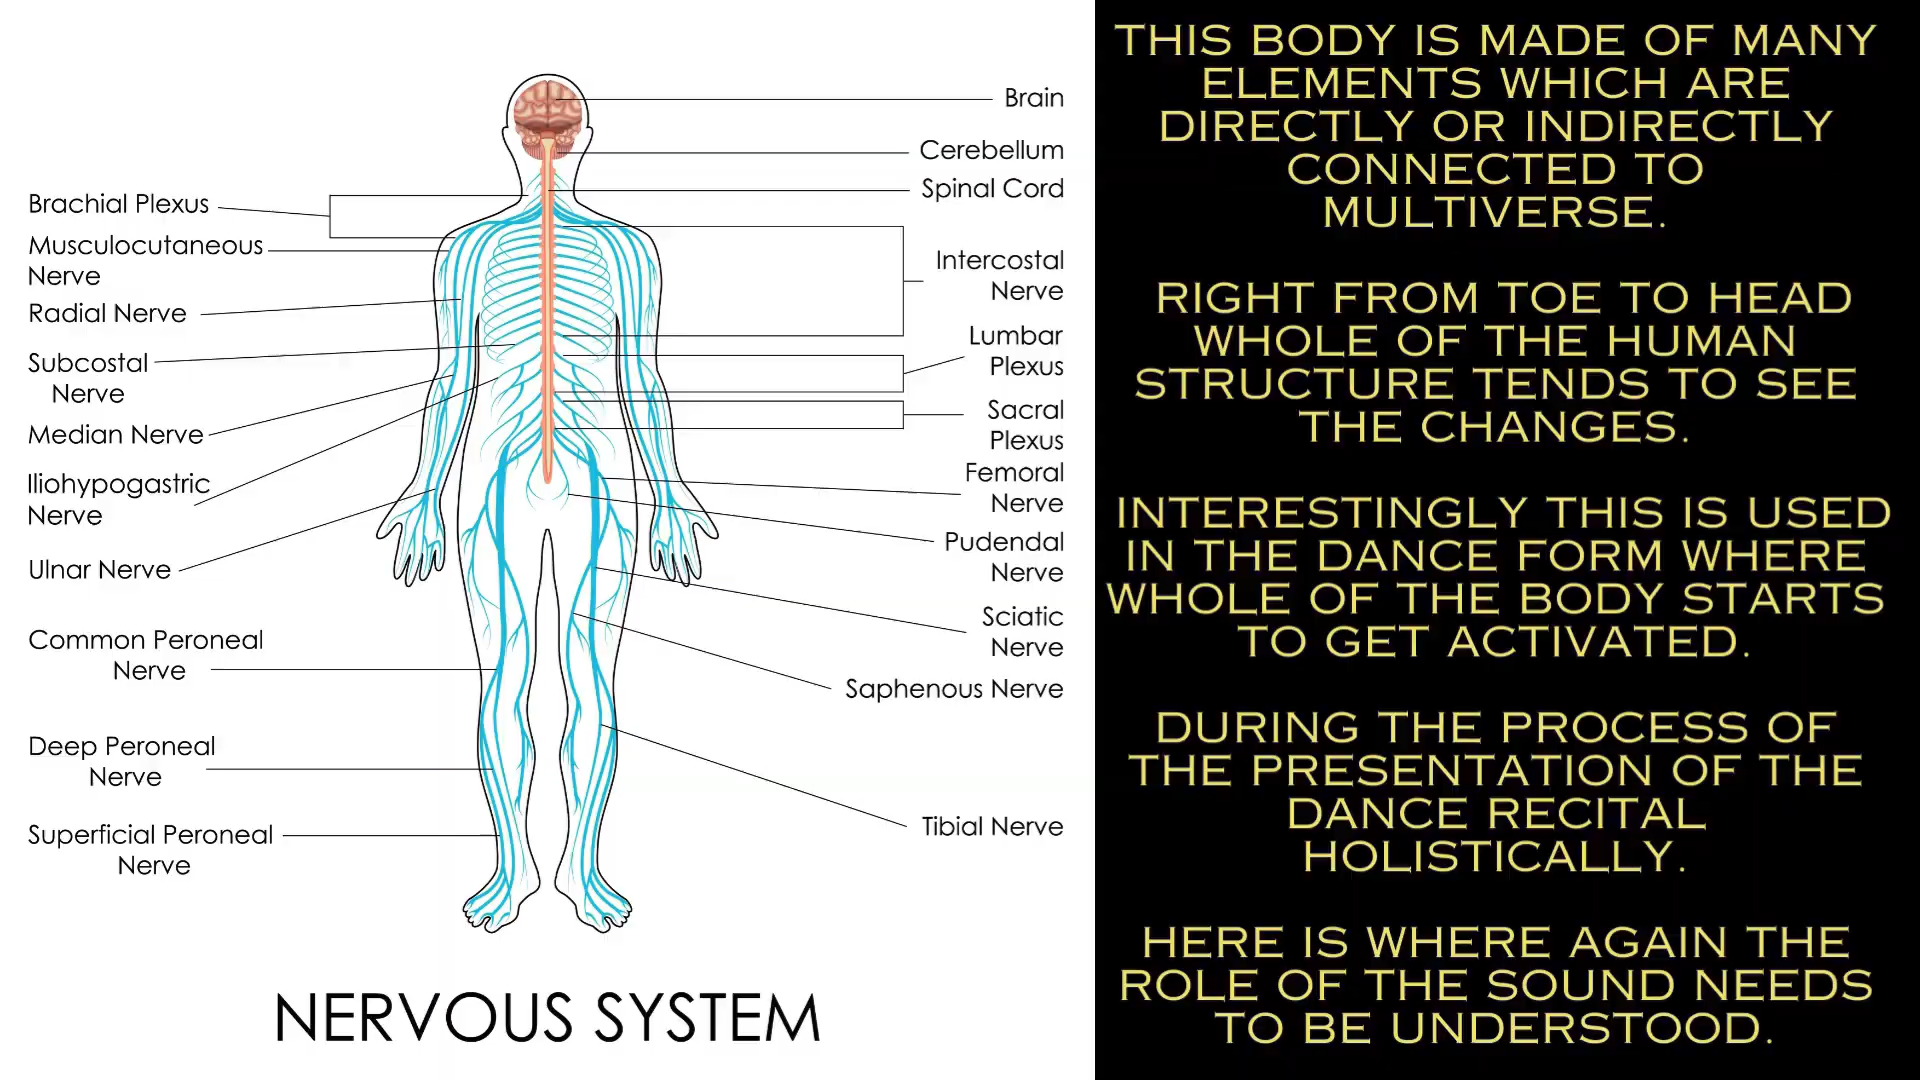 Brain
Cerebellum
Spinal Cord
Intercostal
Nerve
Lumbar
Plexus
Sacral
Plexus
Femoral
Nerve
Pudendal
Nerve
Sciatic
Nerve
Saphenous Nerve
Tibial Nerve
Brachial Plexus
Musculocutaneous
Nerve
Radial Nerve
Subcostal
Nerve
Median Nerve
Iliohypogastric
Nerve
Ulnar Nerve
Common Peroneal
Nerve
Deep Peroneal
Nerve
Superficial Peroneal
Nerve
NERVOUS SYSTEM
THIS BODY IS MADE OF MANY
ELEMENTS WHICH ARE
DIRECTLY OR INDIRECTLY
CONNECTED TO
MULTIVERSE.
RIGHT FROM TOE TO HEAD
WHOLE OF THE HUMAN
STRUCTURE TENDS TO SEE
THE CHANGES.
INTERESTINGLY THIS IS USED
IN THE DANCE FORM WHERE
WHOLE OF THE BODY STARTS
TO GET ACTIVATED.
DURING THE PROCESS OF
THE PRESENTATION OF THE
DANCE RECITAL
HOLISTICALLY.
HERE IS WHERE AGAIN THE
ROLE OF THE SOUND NEEDS
TO BE UNDERSTOOD.